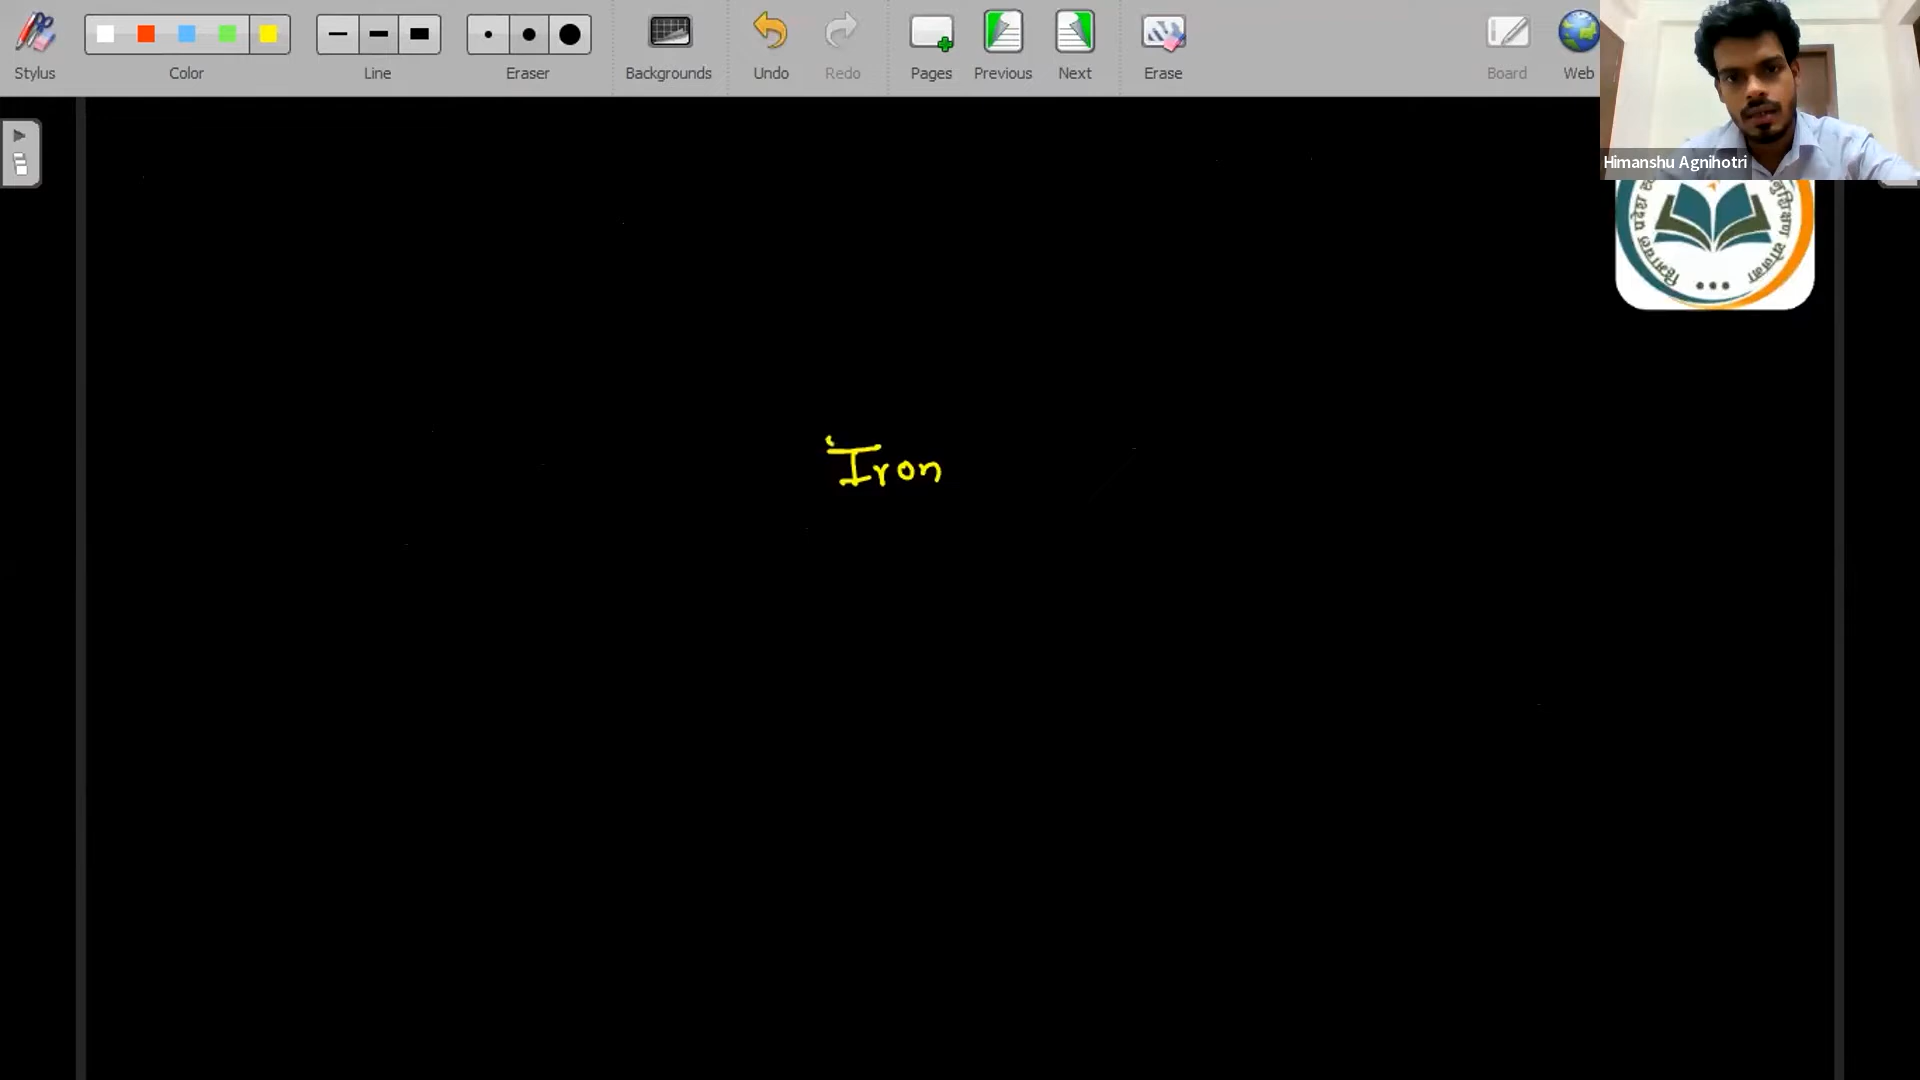 Stylus
Color
Line
Eraser
Backgrounds
Undo
Redo
Pages
Previous
Next
Erase
Board
Web
Himanshu Agnihotri
Iron